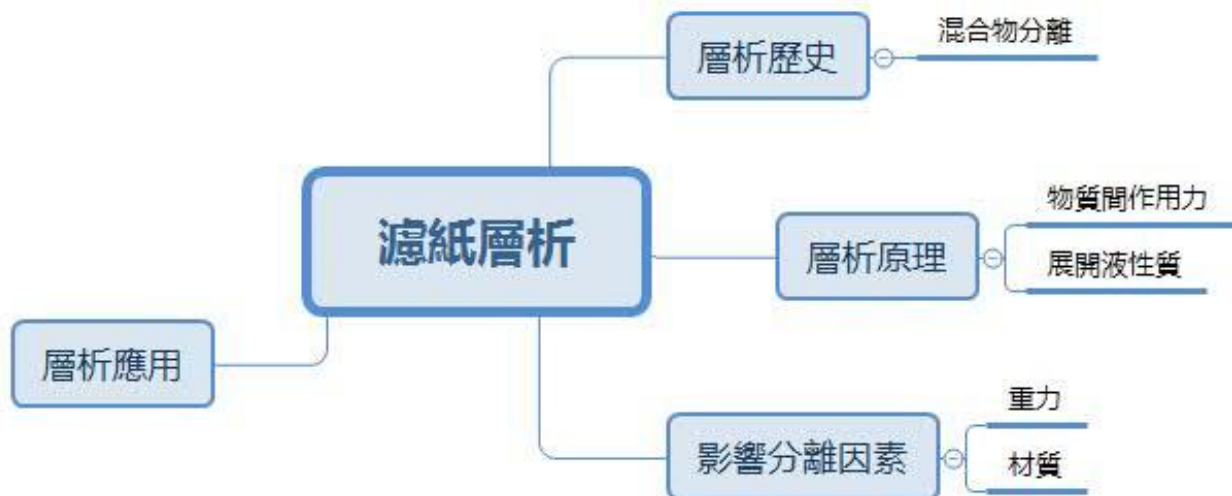 混合物分離
層析歷史
物質間作用力
濾紙層析
層析原理
展開液性質
層析應用
重力
影響分離因素
材質